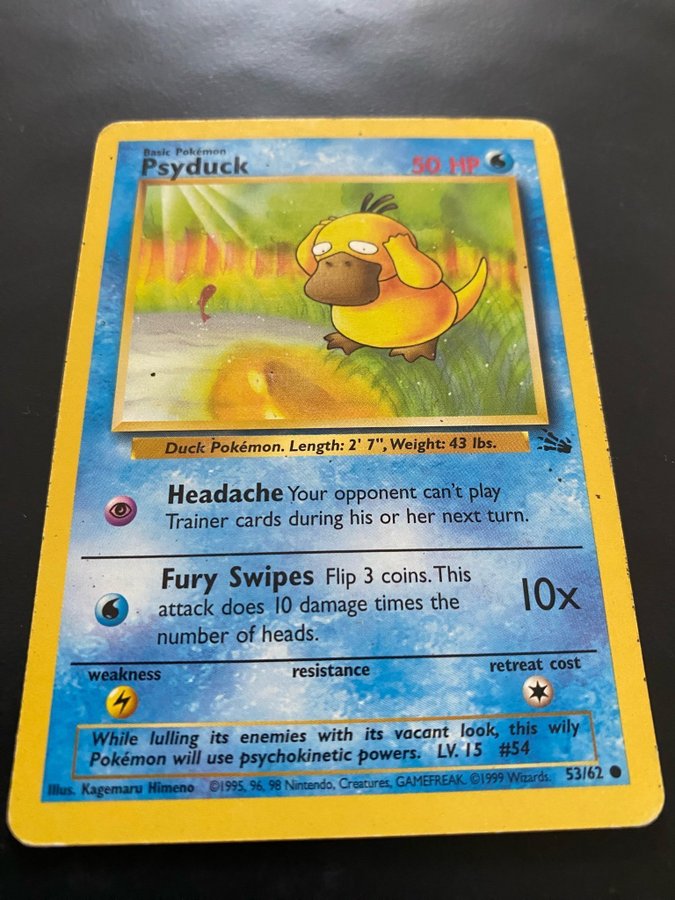 Basic Pokémon
Psyduck 50 HP
Duck Pokémon. Length: 2' 7", Weight: 43 lbs.
Headache Your opponent can't play
Trainer cards during his or her next turn.
Fury Swipes Flip 3 coins. This
attack does 10 damage times the
number of heads.
10x
weakness resistance retreat cost
While lulling its enemies with its vacant look, this wily
Pokémon will use psychokinetic powers. LV. 15 #54
Illus. Kagemaru Himeno ©1995, 96, 98 Nintendo, Creatures, GAMEFREAK. ©1999 Wizards. 53/62